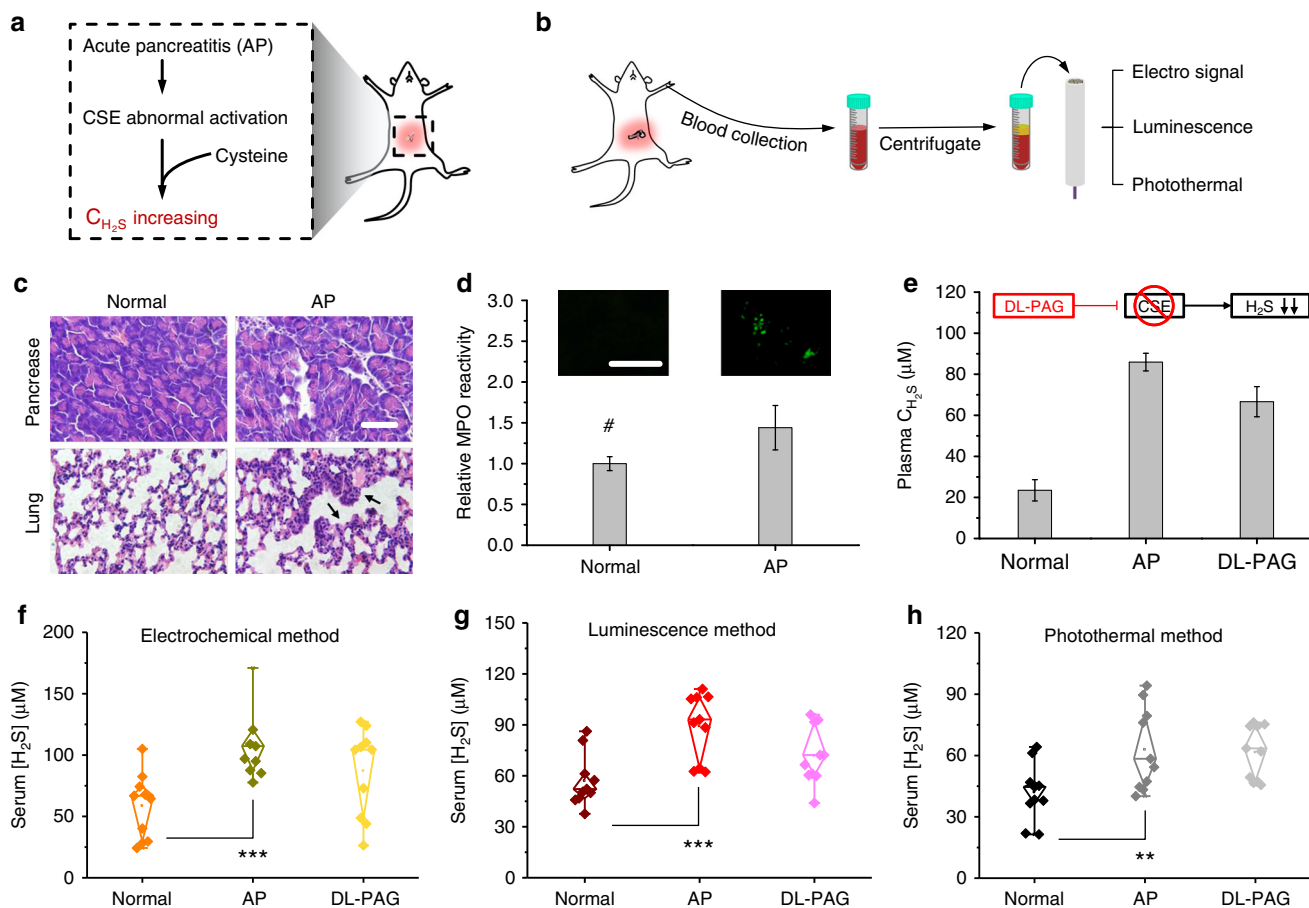 a
Acute pancreatitis (AP)
CSE abnormal activation
Cysteine
C_H₂S increasing
b
Blood collection
Centrifugate
Electro signal
Luminescence
Photothermal
c
Normal
AP
Pancrease
Lung
d
Relative MPO reactivity
3.0
2.5
2.0
1.5
1.0
0.5
0.0
#
Normal
AP
e
Plasma C_H₂S (μM)
120
100
80
60
40
20
0
DL-PAG
CSE
H₂S ↓↓
Normal
AP
DL-PAG
f
Electrochemical method
Serum [H₂S] (μM)
200
150
100
50
0
***
Normal
AP
DL-PAG
g
Luminescence method
Serum [H₂S] (μM)
150
120
90
60
30
0
***
Normal
AP
DL-PAG
h
Photothermal method
Serum [H₂S] (μM)
120
90
60
30
0
**
Normal
AP
DL-PAG